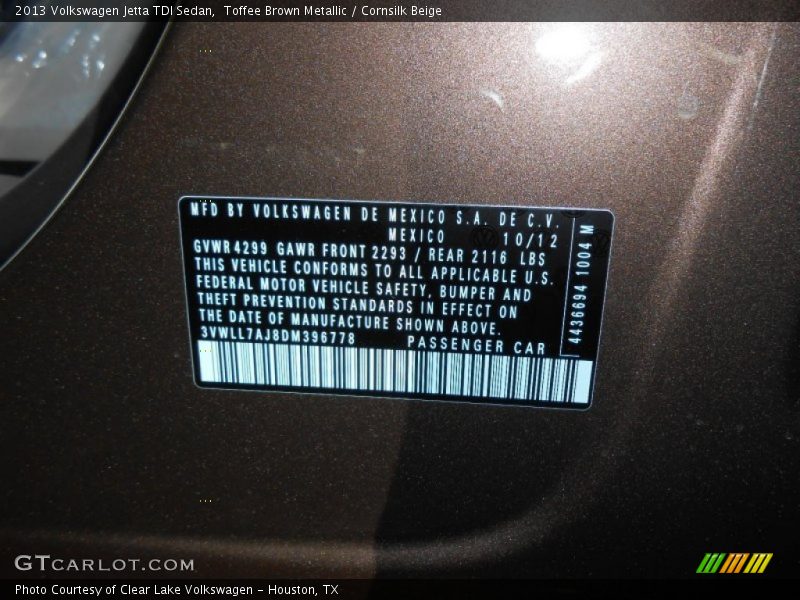 2013 Volkswagen Jetta TDI Sedan,  Toffee Brown Metallic / Cornsilk Beige
MFD BY VOLKSWAGEN DE MEXICO S.A. DE C.V.
MEXICO 10/12
GVWR 4299 GAWR FRONT 2293 / REAR 2116 LBS
THIS VEHICLE CONFORMS TO ALL APPLICABLE U.S.
FEDERAL MOTOR VEHICLE SAFETY, BUMPER AND
THEFT PREVENTION STANDARDS IN EFFECT ON
THE DATE OF MANUFACTURE SHOWN ABOVE.
3VWLL7AJ8DM396778 PASSENGER CAR
4436694 1004 M
GTCARLOT.COM
Photo Courtesy of Clear Lake Volkswagen - Houston, TX